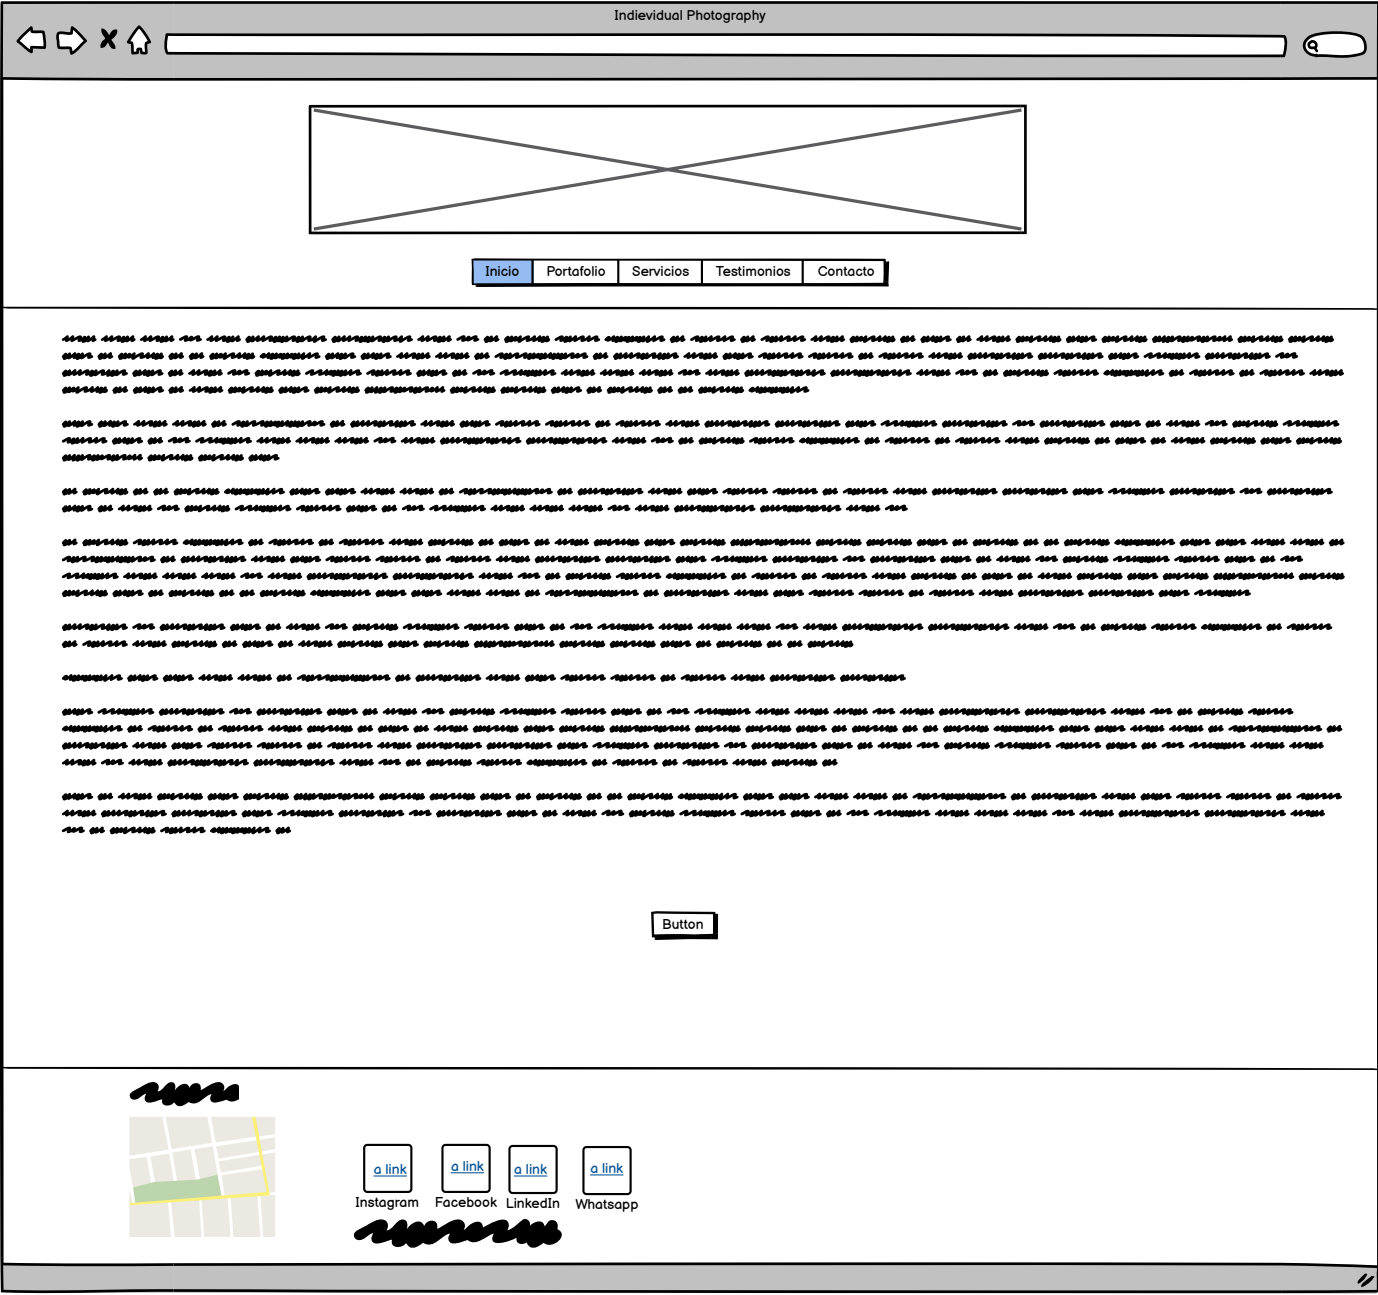 Indievidual Photography
Inicio Portafolio Servicios Testimonios Contacto
Button
a link a link a link a link
Instagram Facebook LinkedIn Whatsapp